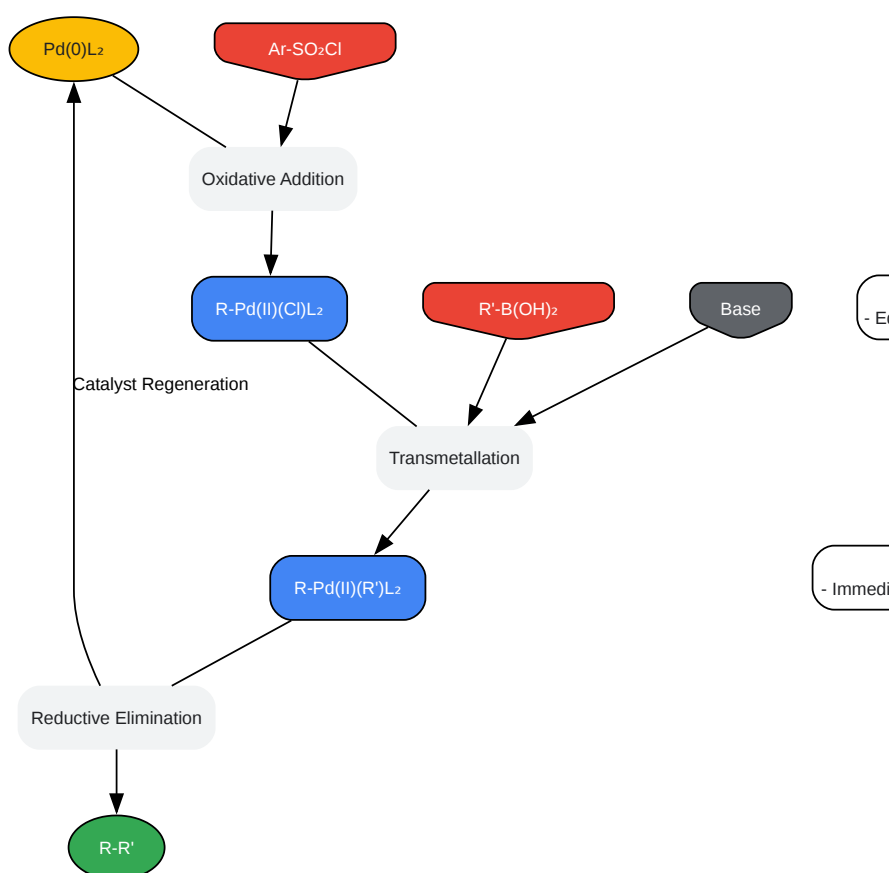 Pd(0)L₂
Ar-SO₂Cl
Oxidative Addition
R-Pd(II)(Cl)L₂
R'-B(OH)₂
Base
Catalyst Regeneration
Transmetallation
R-Pd(II)(R')L₂
- Immedi
Reductive Elimination
R-R'